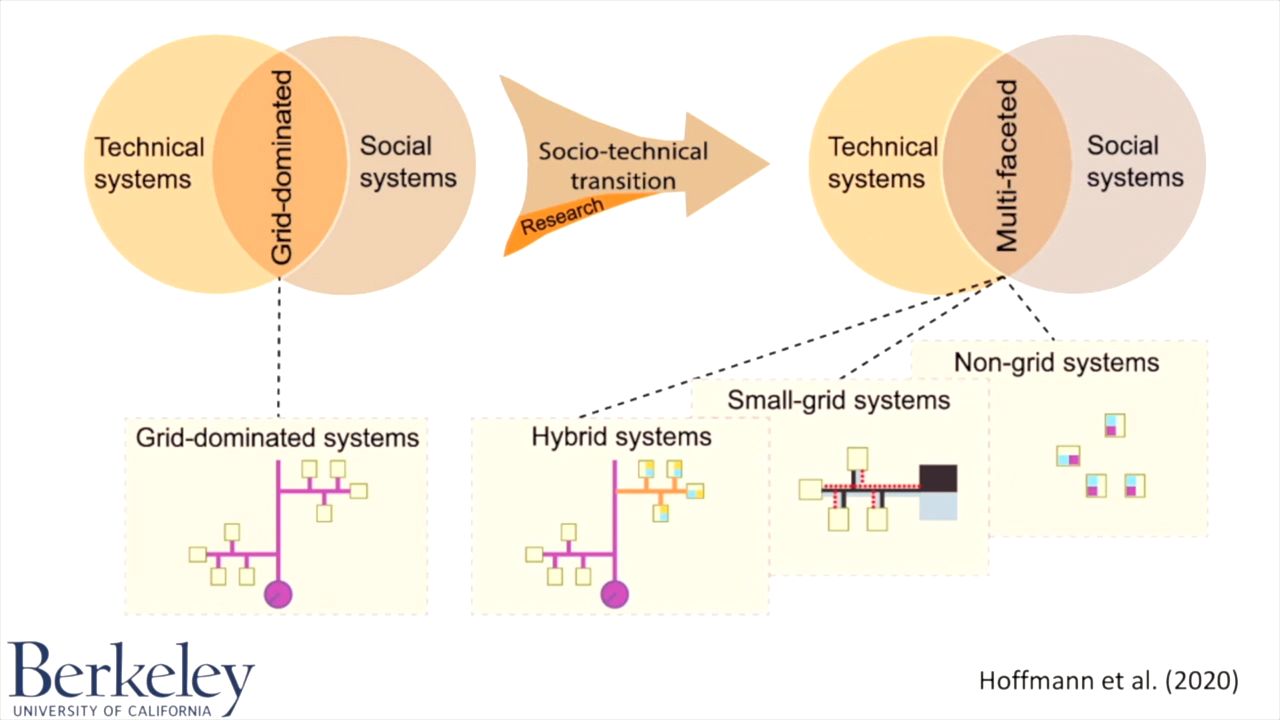 Technical
systems
Grid-dominated
Social
systems
Socio-technical
transition
Research
Technical
systems
Multi-faceted
Social
systems
Non-grid systems
Small-grid systems
Grid-dominated systems
Hybrid systems
Berkeley
UNIVERSITY OF CALIFORNIA
Hoffmann et al. (2020)